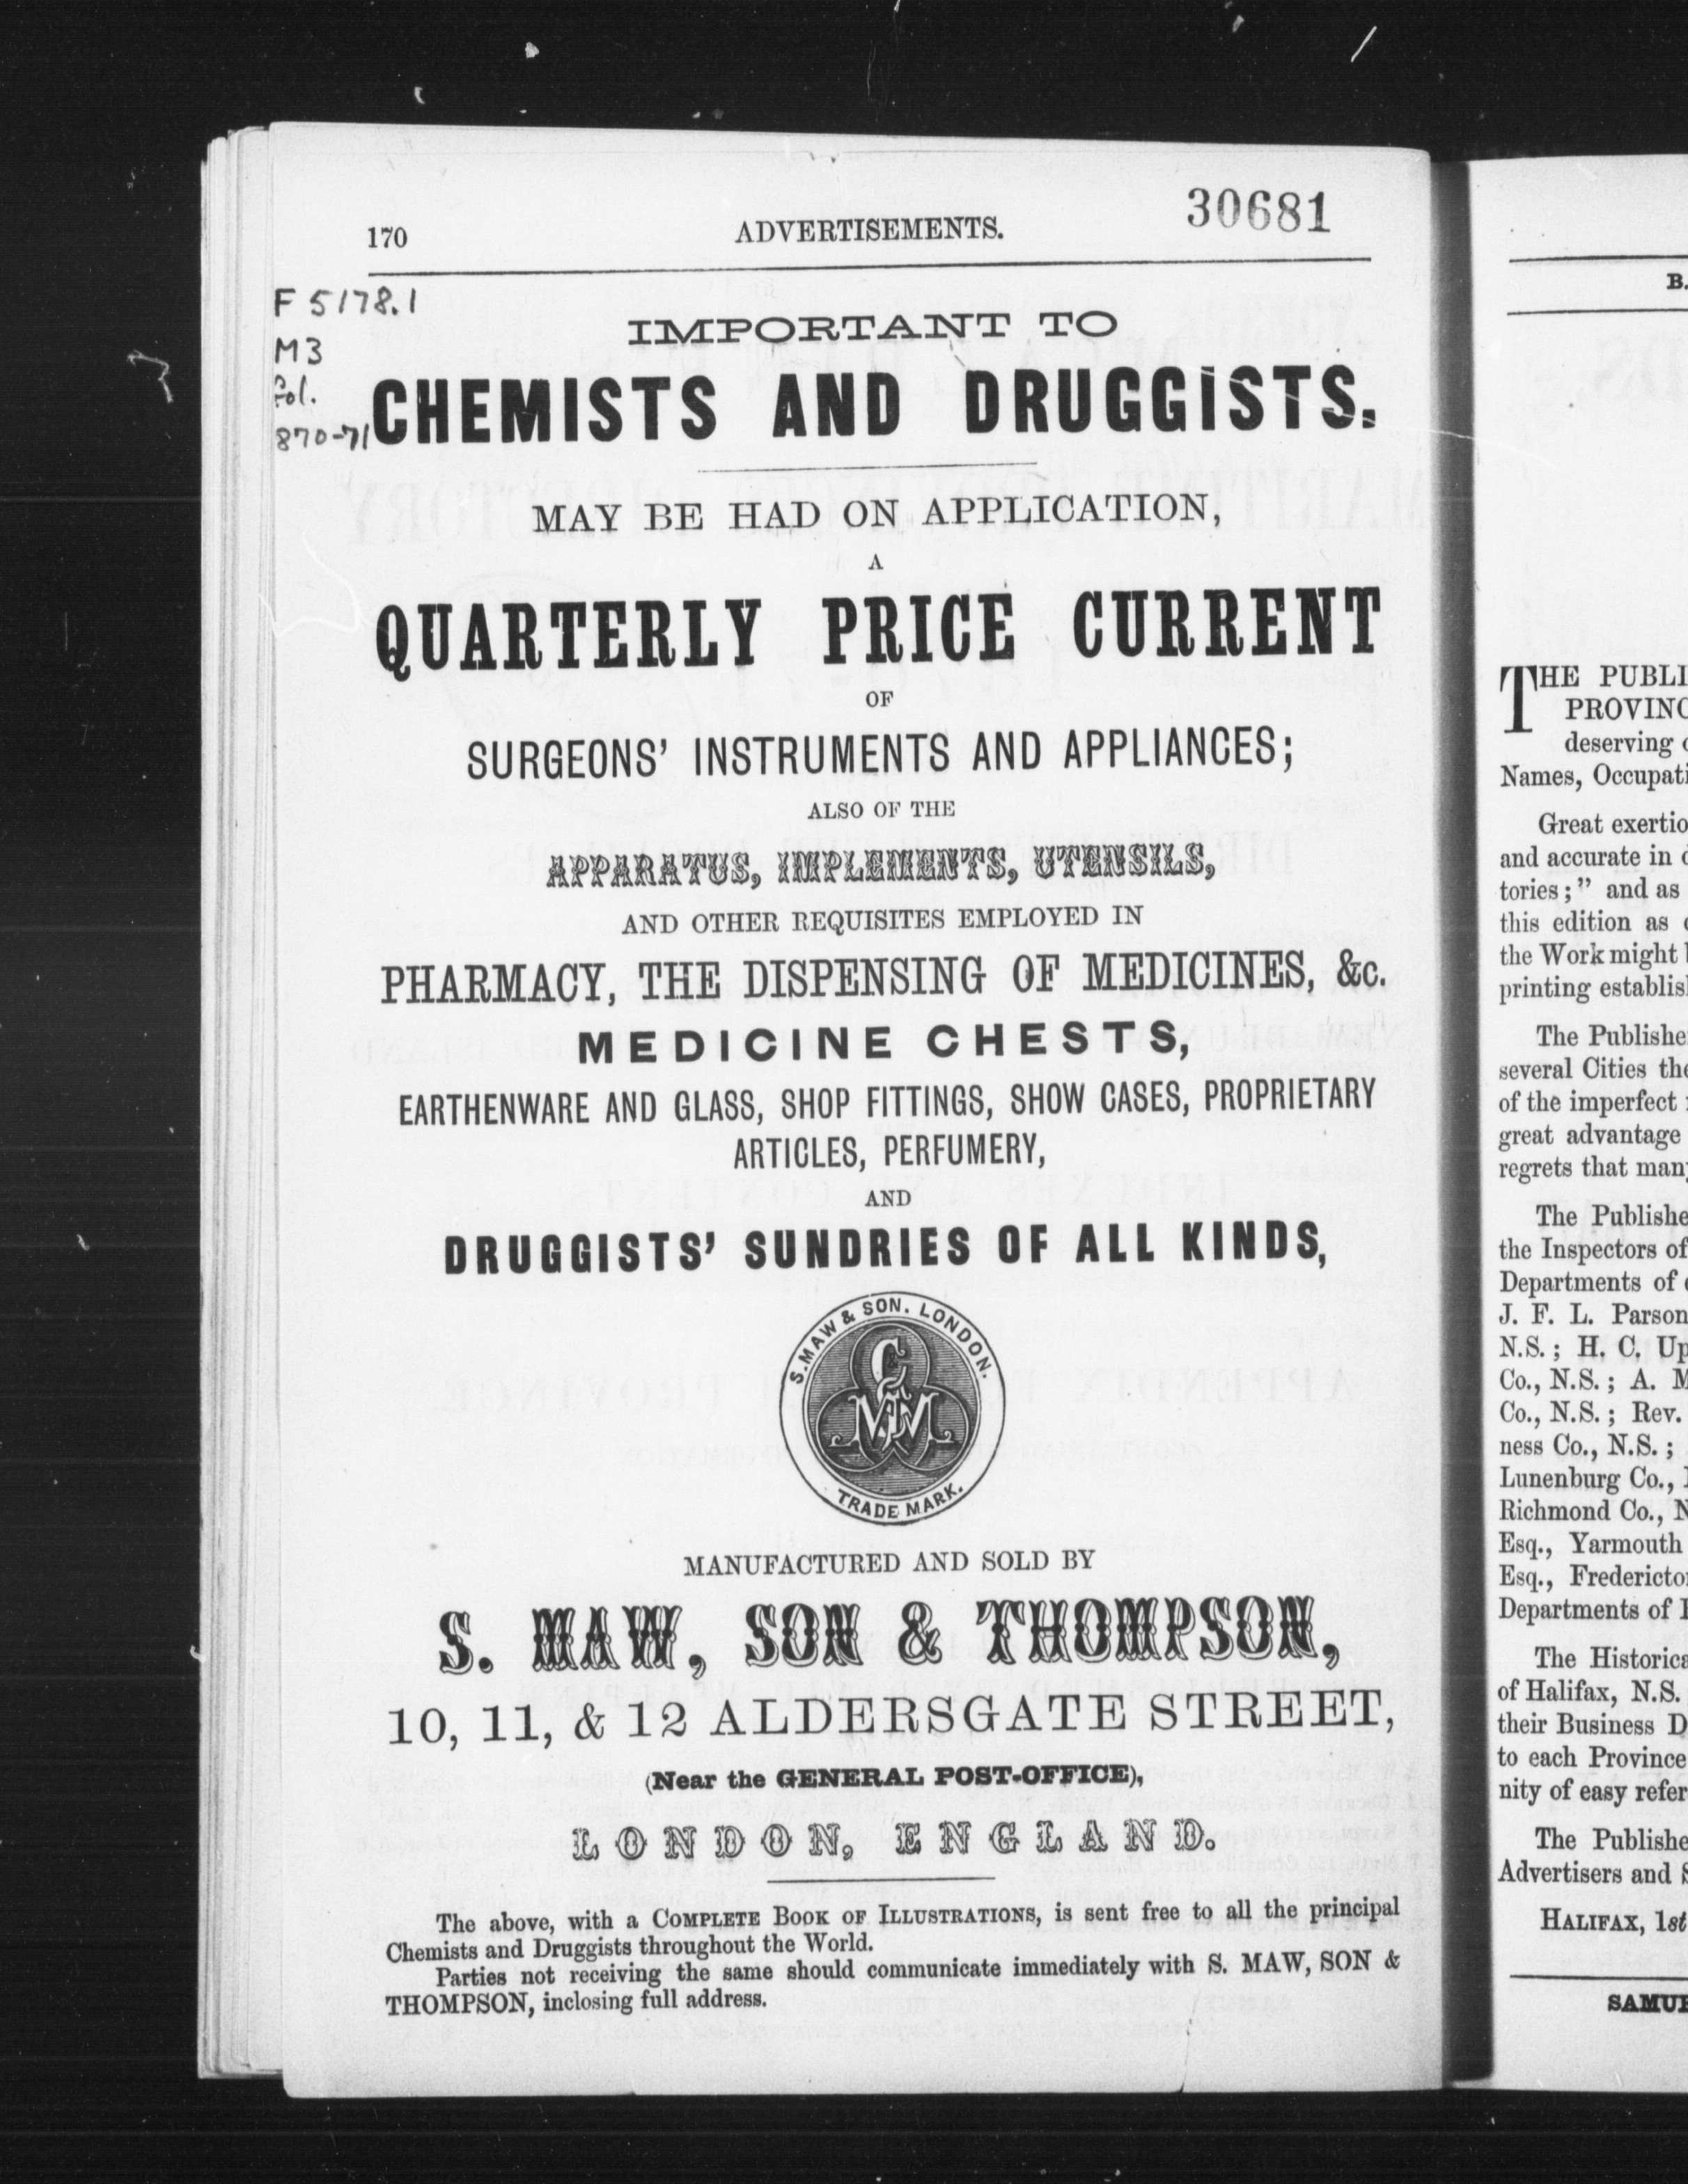 170
ADVERTISEMENTS.
30681
F 5178.1
M3
fol.
870-71
IMPORTANT TO
CHEMISTS AND DRUGGISTS.
MAY BE HAD ON APPLICATION,
A
QUARTERLY PRICE CURRENT
OF
SURGEONS' INSTRUMENTS AND APPLIANCES;
ALSO OF THE
APPARATUS, IMPLEMENTS, UTENSILS,
AND OTHER REQUISITES EMPLOYED IN
PHARMACY, THE DISPENSING OF MEDICINES, &c.
MEDICINE CHESTS,
EARTHENWARE AND GLASS, SHOP FITTINGS, SHOW CASES, PROPRIETARY
ARTICLES, PERFUMERY,
AND
DRUGGISTS' SUNDRIES OF ALL KINDS,
S. MAW & SON. LONDON.
TRADE MARK.
MANUFACTURED AND SOLD BY
S. MAW, SON & THOMPSON,
10, 11, & 12 ALDERSGATE STREET,
(Near the GENERAL POST-OFFICE),
LONDON, ENGLAND.
The above, with a COMPLETE BOOK OF ILLUSTRATIONS, is sent free to all the principal
Chemists and Druggists throughout the World.
Parties not receiving the same should communicate immediately with S. MAW, SON &
THOMPSON, inclosing full address.
B.
THE PUBLI
PROVINC
deserving
Names, Occupati
Great exertio
and accurate in
tories;" and as
this edition as
the Work might
printing establis
The Publishe
several Cities the
of the imperfect
great advantage
regrets that many
The Publishe
the Inspectors of
Departments of
J. F. L. Parson
N.S.; H. C. Up
Co., N.S.; A. M
Co., N.S.; Rev.
ness Co., N.S.;
Lunenburg Co.,
Richmond Co., N
Esq., Yarmouth
Esq., Frederictо
Departments of
The Historica
of Halifax, N.S.
their Business D
to each Province
nity of easy refer
The Publishe
Advertisers and S
HALIFAX, 1st
SAMUE